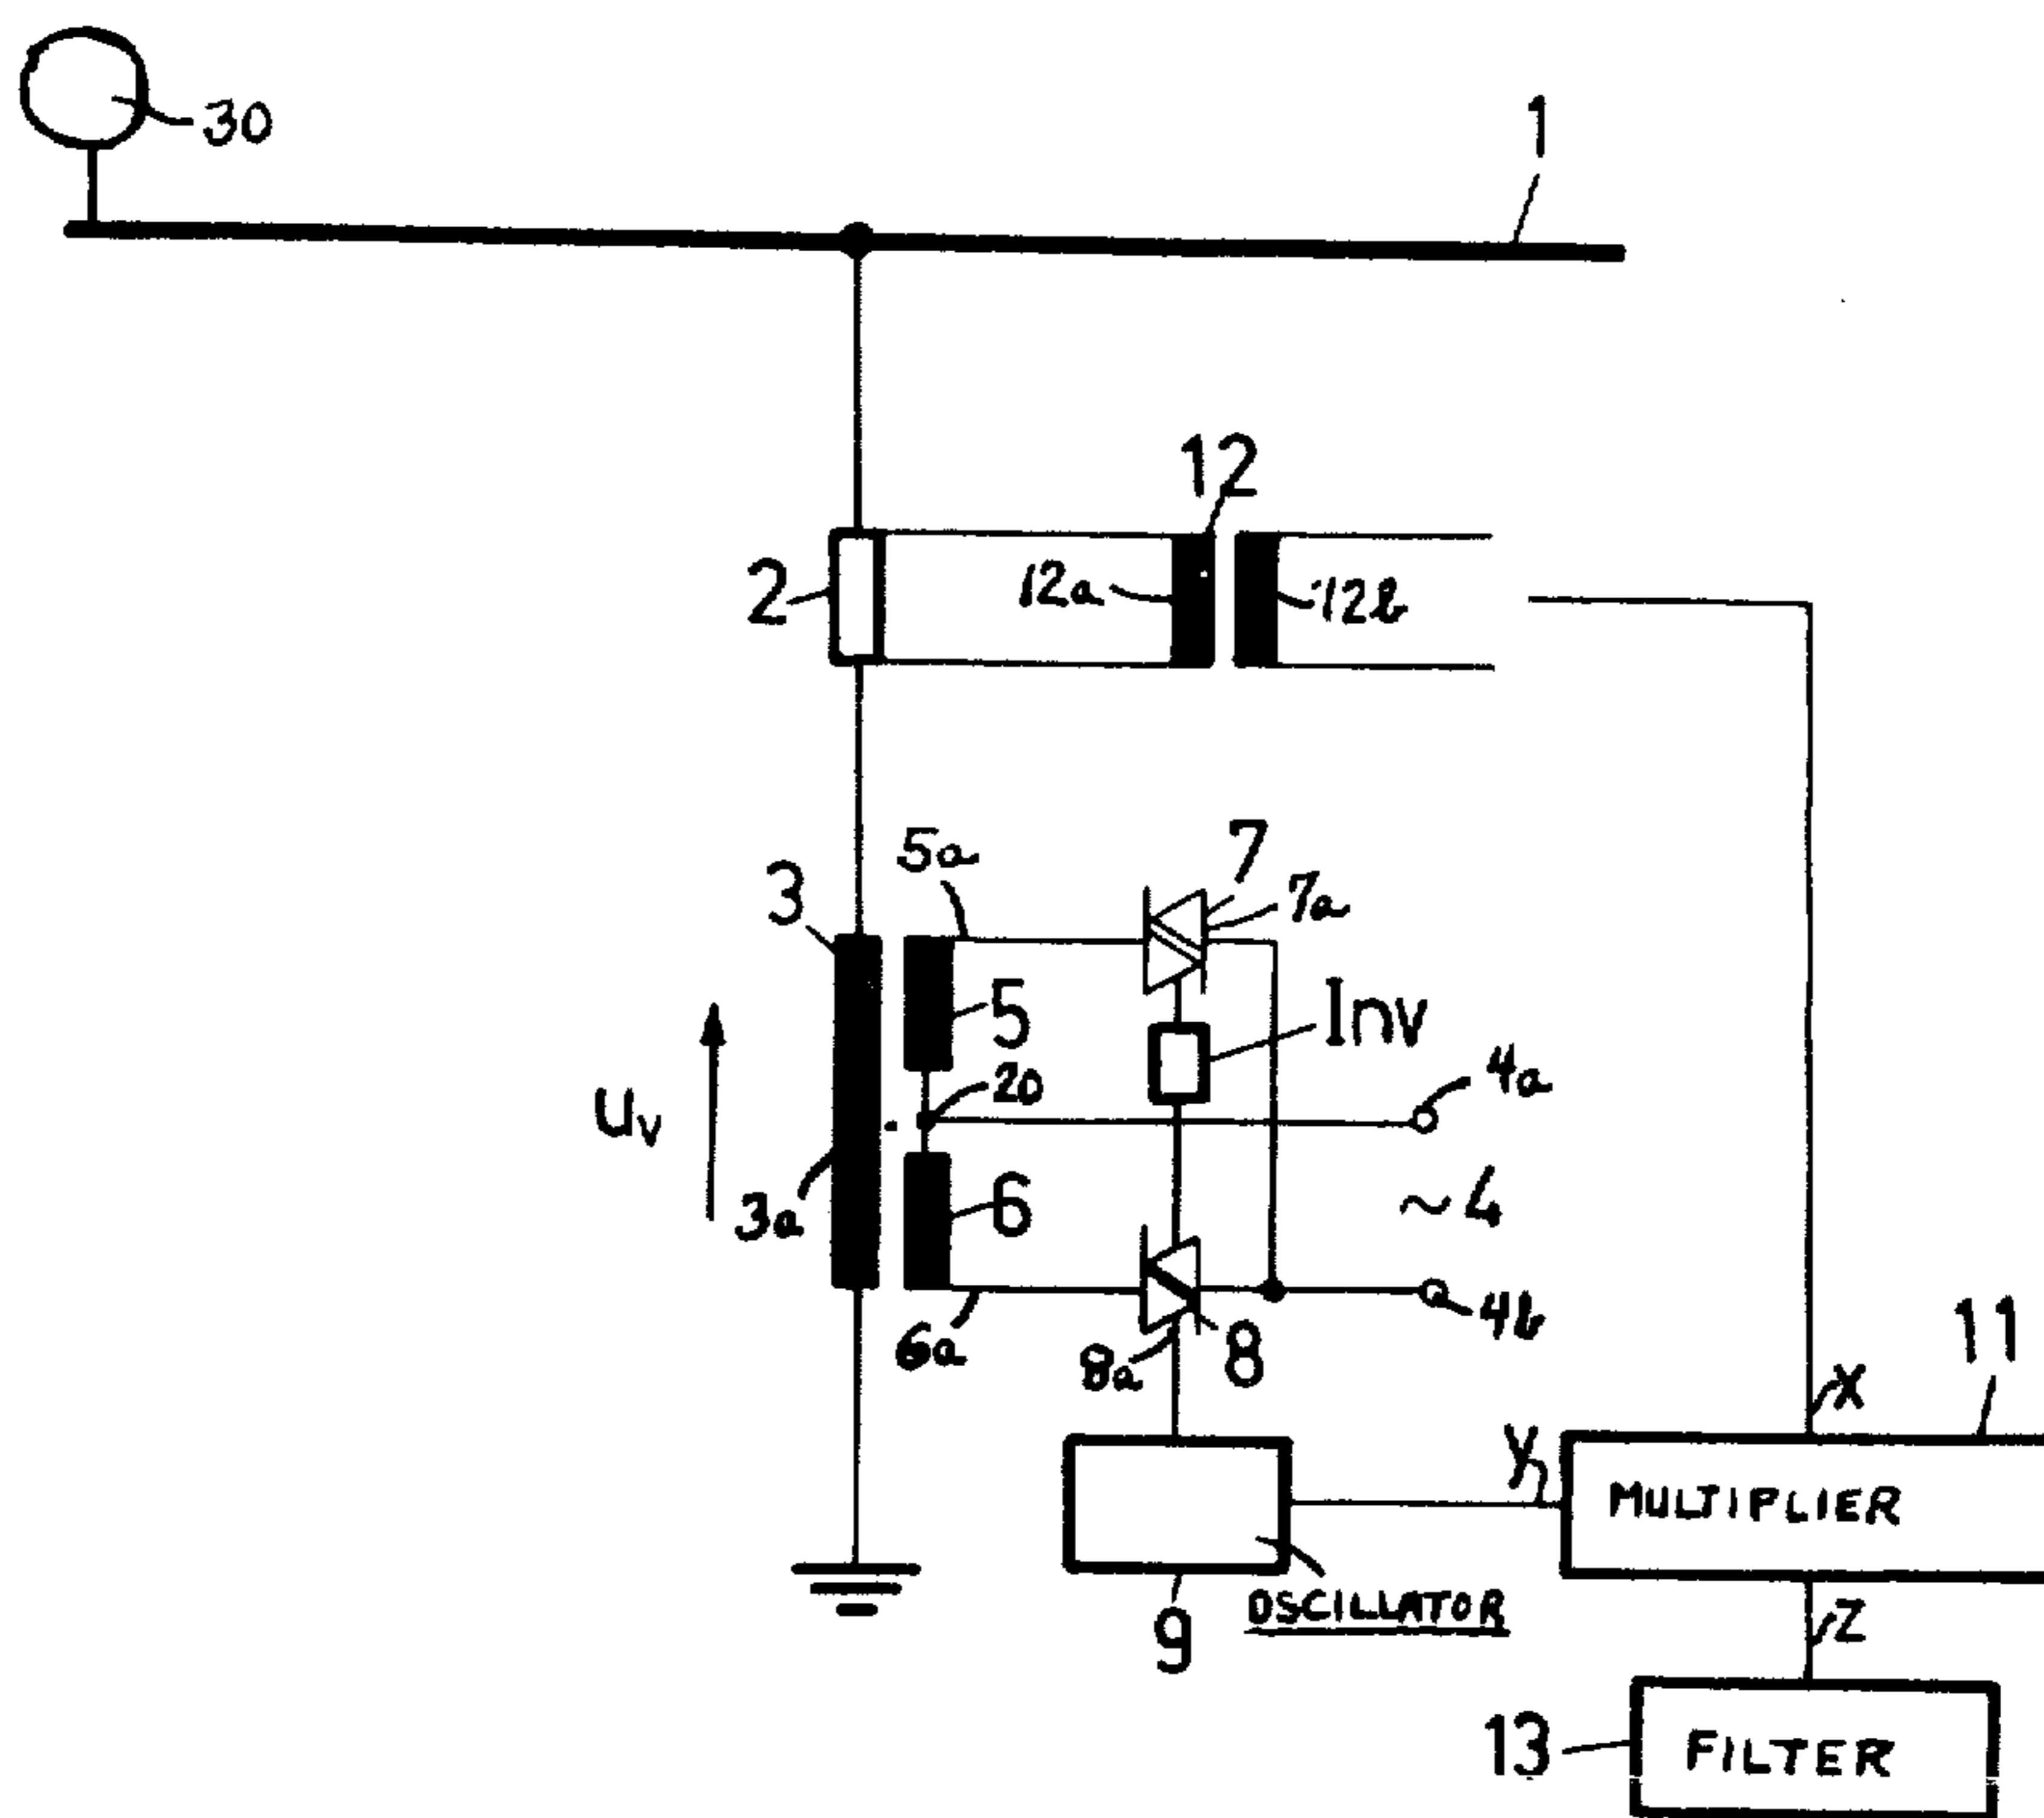 30
1
12
2
12a
12b
3
5a
7
7a
5
Inv
20
4a
uv
6
~4
3a
4b
6a
8a
8
11
x
y
MULTIPLIER
OSCILLATOR
9
z
13
FILTER